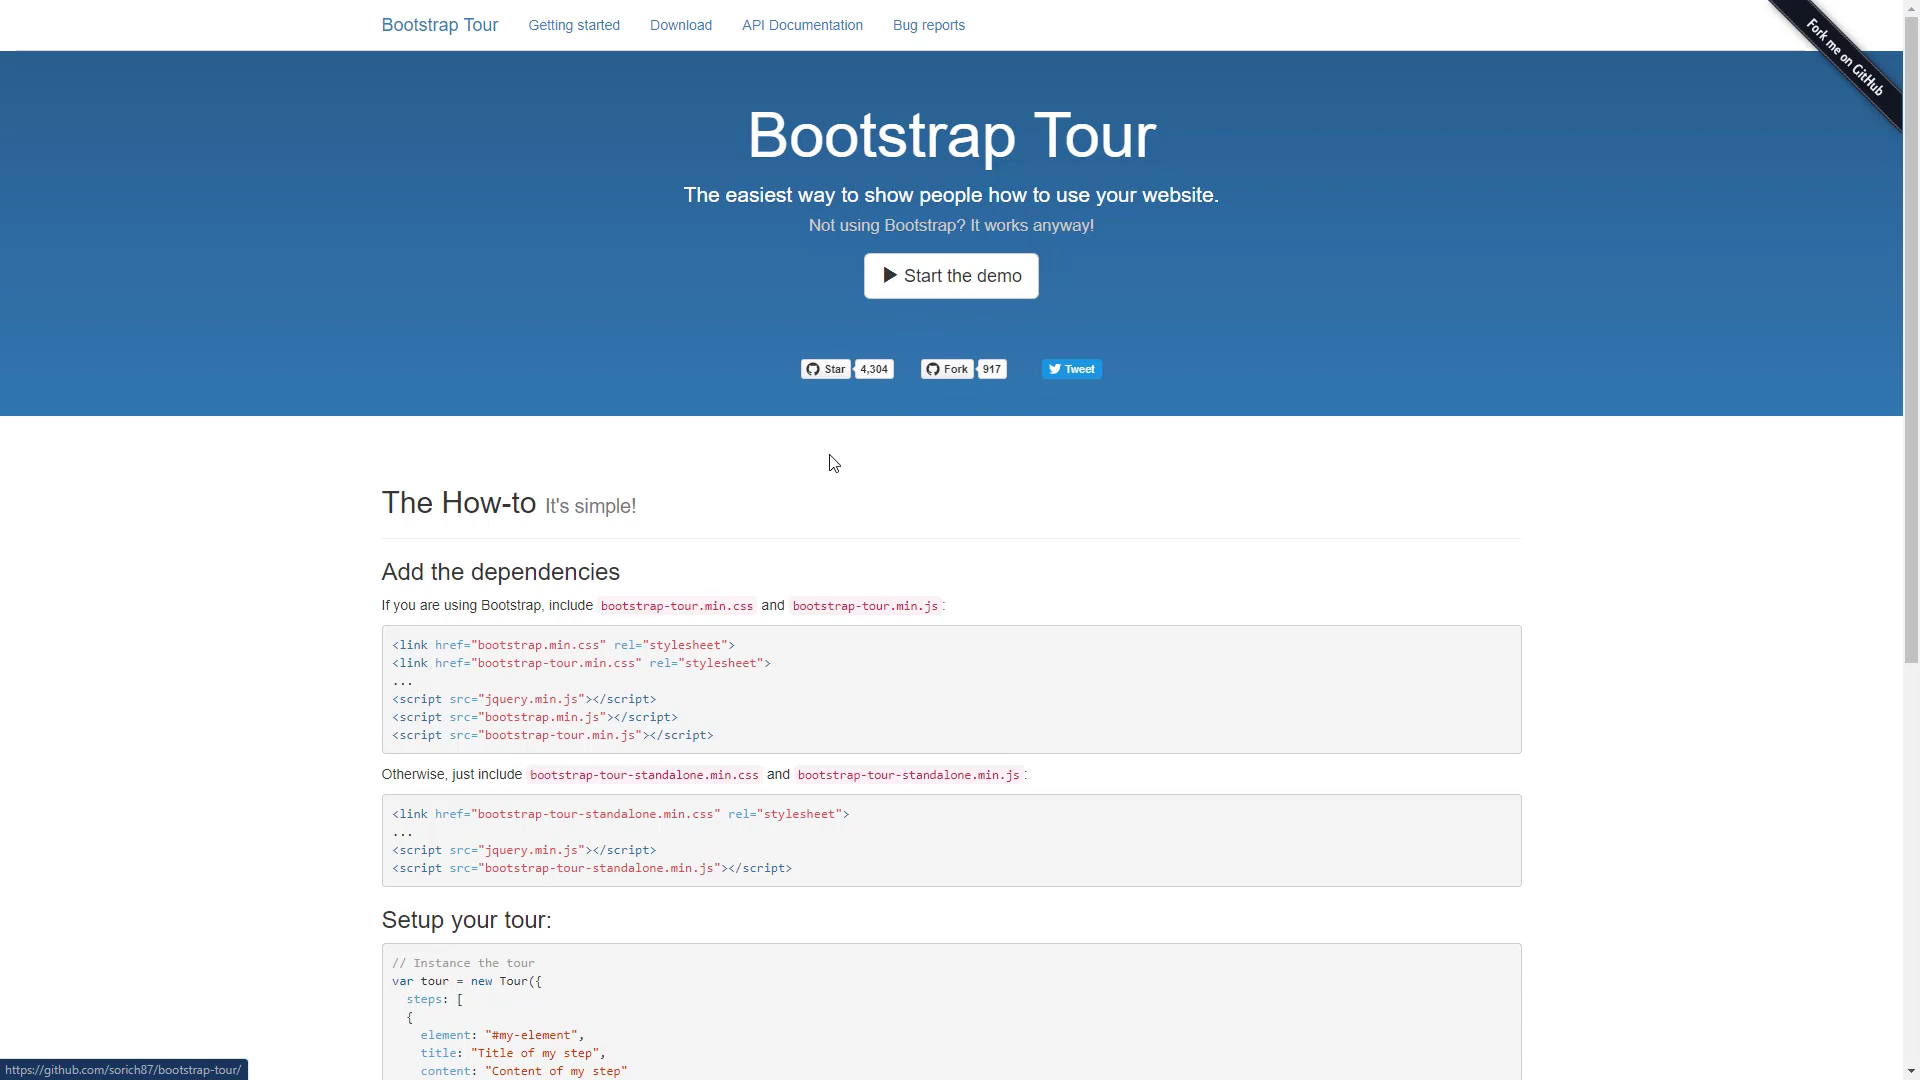 Bootstrap Tour Getting started Download API Documentation Bug reports
Fork me on GitHub
Bootstrap Tour
The easiest way to show people how to use your website.
Not using Bootstrap? It works anyway!
Start the demo
Star 4,304 Fork 917 Tweet
The How-to It's simple!
Add the dependencies
If you are using Bootstrap, include bootstrap-tour.min.css and bootstrap-tour.min.js:
<link href="bootstrap.min.css" rel="stylesheet">
<link href="bootstrap-tour.min.css" rel="stylesheet">
...
<script src="jquery.min.js"></script>
<script src="bootstrap.min.js"></script>
<script src="bootstrap-tour.min.js"></script>
Otherwise, just include bootstrap-tour-standalone.min.css and bootstrap-tour-standalone.min.js:
<link href="bootstrap-tour-standalone.min.css" rel="stylesheet">
...
<script src="jquery.min.js"></script>
<script src="bootstrap-tour-standalone.min.js"></script>
Setup your tour:
// Instance the tour
var tour = new Tour({
steps: [
{
element: "#my-element",
title: "Title of my step",
content: "Content of my step"
https://github.com/sorich87/bootstrap-tour/